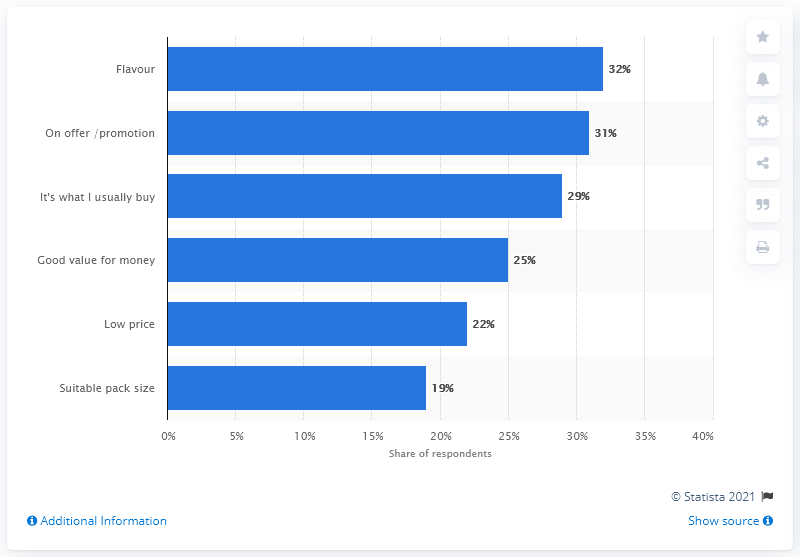 Flavour 32%
On offer /promotion 31%
It's what I usually buy 29%
Good value for money 25%
Low price 22%
Suitable pack size 19%
0% 5% 10% 15% 20% 25% 30% 35% 40%
Share of respondents
© Statista 2021
Additional Information Show source